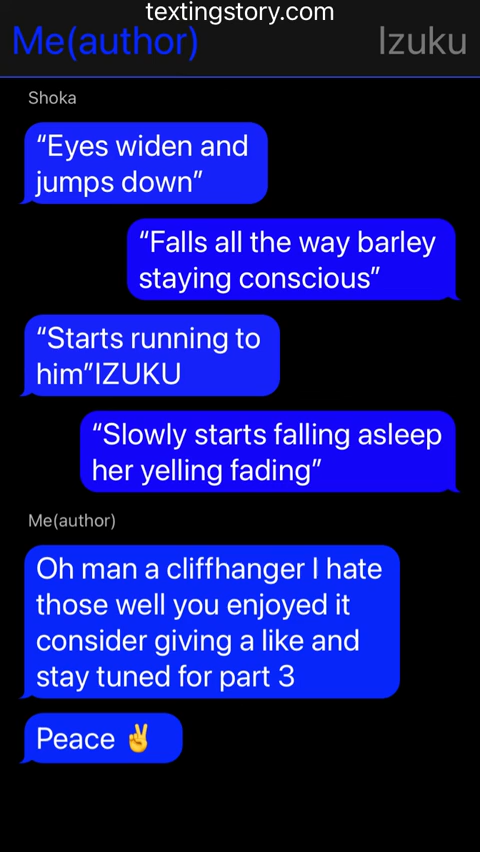 textingstory.com
Me(author) Izuku
Shoka
“Eyes widen and
jumps down”
“Falls all the way barley
staying conscious”
“Starts running to
him”IZUKU
“Slowly starts falling asleep
her yelling fading”
Me(author)
Oh man a cliffhanger I hate
those well you enjoyed it
consider giving a like and
stay tuned for part 3
Peace ✌️